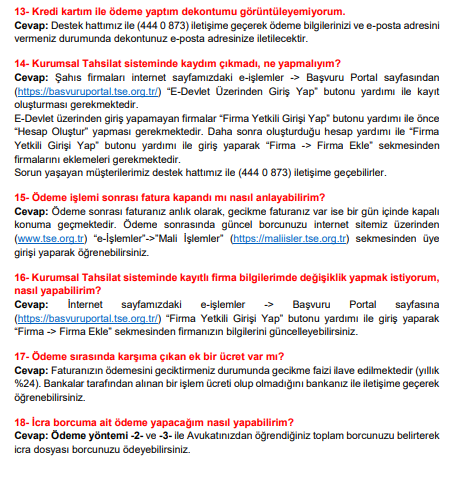 13- Kredi kartım ile ödeme yaptım dekontumu görüntüleyemiyorum.
Cevap: Destek hattımız ile (444 0 873) iletişime geçerek ödeme bilgilerinizi ve e-posta adresini
vermeniz durumunda dekontunuz e-posta adresinize iletilecektir.
14- Kurumsal Tahsilat sisteminde kaydım çıkmadı, ne yapmalıyım?
Cevap: Şahıs firmaları internet sayfamızdaki e-işlemler -> Başvuru Portal sayfasından
(https://basvuruportal.tse.org.tr/) “E-Devlet Üzerinden Giriş Yap” butonu yardımı ile kayıt
oluşturması gerekmektedir.
E-Devlet üzerinden giriş yapamayan firmalar “Firma Yetkili Girişi Yap” butonu yardımı ile önce
“Hesap Oluştur” yapması gerekmektedir. Daha sonra oluşturduğu hesap yardımı ile “Firma
Yetkili Girişi Yap” butonu yardımı ile giriş yaparak “Firma -> Firma Ekle” sekmesinden
firmalarını eklemeleri gerekmektedir.
Sorun yaşayan müşterilerimiz destek hattımız ile (444 0 873) iletişime geçebilirler.
15- Ödeme işlemi sonrası fatura kapandı mı nasıl anlayabilirim?
Cevap: Ödeme sonrası faturanız anlık olarak, gecikme faturanız var ise bir gün içinde kapalı
konuma geçmektedir. Ödeme sonrasında güncel borcunuzu internet sitemiz üzerinden
(www.tse.org.tr) “e-İşlemler”->”Mali İşlemler” (https://maliisler.tse.org.tr) sekmesinden üye
girişi yaparak öğrenebilirsiniz.
16- Kurumsal Tahsilat sisteminde kayıtlı firma bilgilerimde değişiklik yapmak istiyorum,
nasıl yapabilirim?
Cevap: İnternet sayfamızdaki e-işlemler -> Başvuru Portal sayfasına
(https://basvuruportal.tse.org.tr/) “Firma Yetkili Girişi Yap” butonu yardımı ile giriş yaparak
“Firma -> Firma Ekle” sekmesinden firmanızın bilgilerini güncelleyebilirsiniz.
17- Ödeme sırasında karşıma çıkan ek bir ücret var mı?
Cevap: Faturanızın ödemesini geciktirmeniz durumunda gecikme faizi ilave edilmektedir (yıllık
%24). Bankalar tarafından alınan bir işlem ücreti olup olmadığını bankanız ile iletişime geçerek
öğrenebilirsiniz.
18- İcra borcuma ait ödeme yapacağım nasıl yapabilirim?
Cevap: Ödeme yöntemi -2- ve -3- ile Avukatınızdan öğrendiğiniz toplam borcunuzu belirterek
icra dosyası borcunuzu ödeyebilirsiniz.